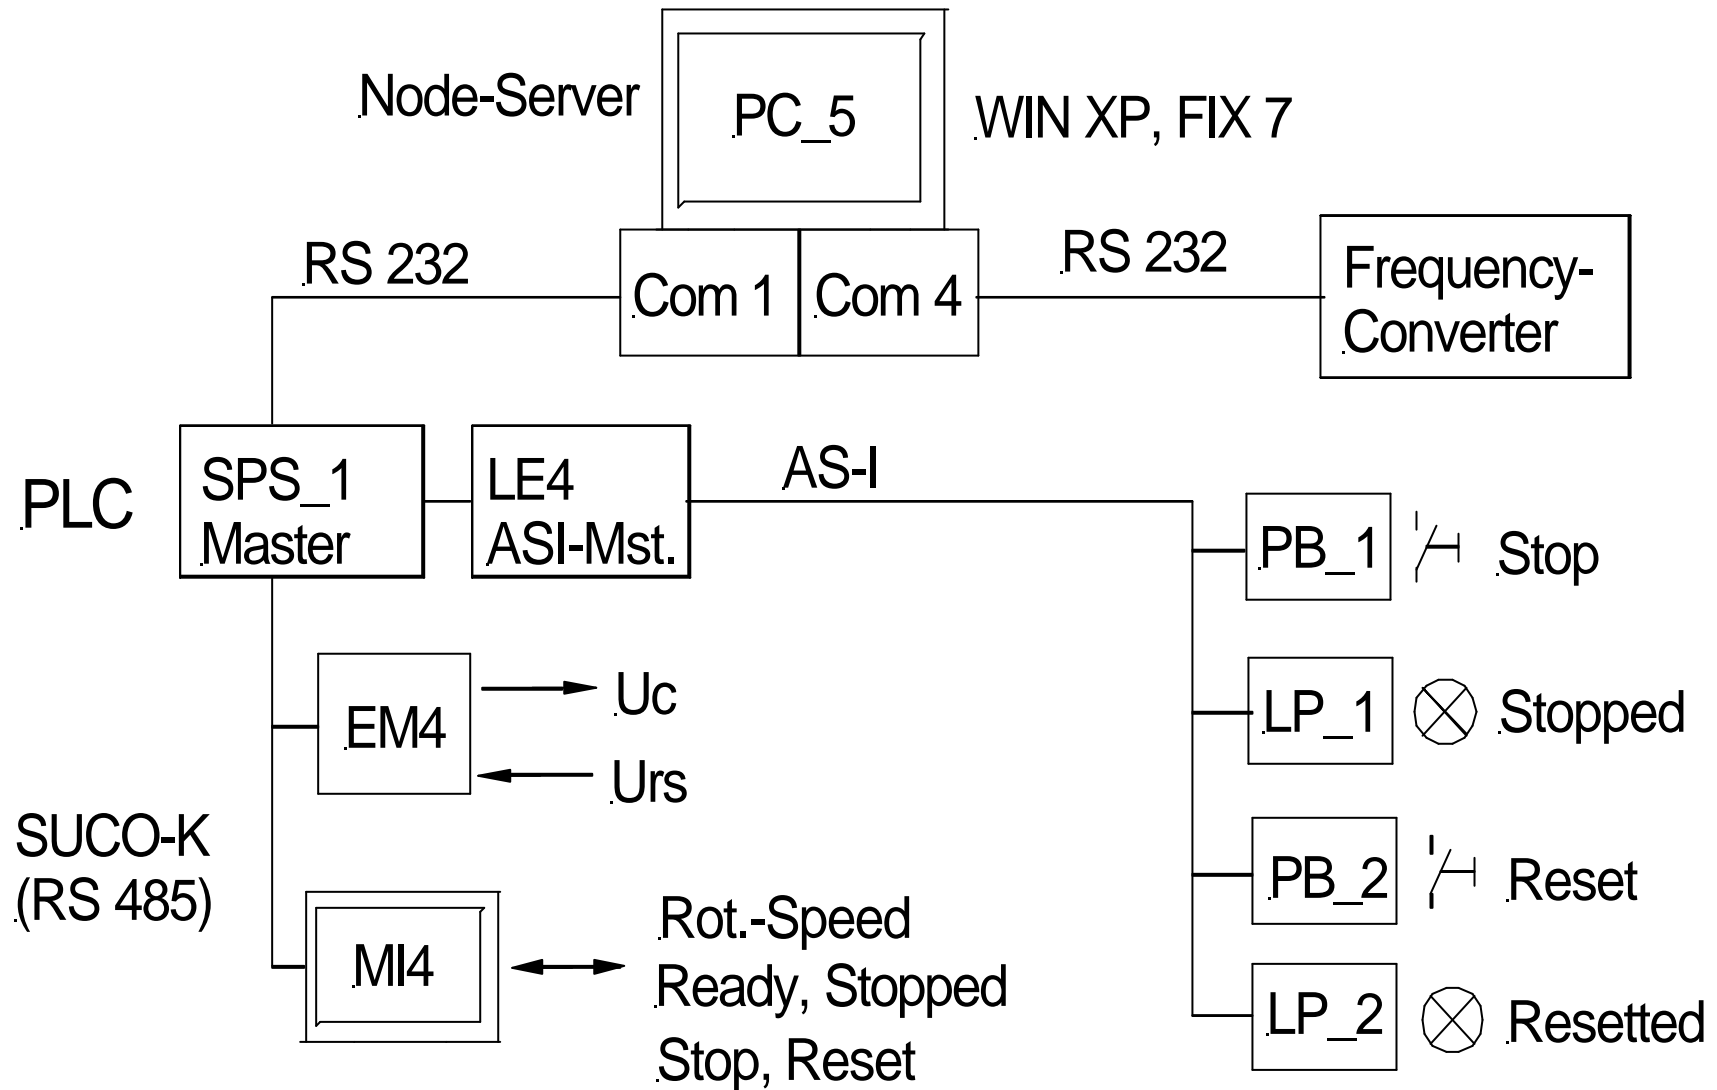 Node-Server
PC_5
WIN XP, FIX 7
RS 232
Com 1
Com 4
RS 232
Frequency-
Converter
PLC
SPS_1
Master
LE4
ASI-Mst.
AS-I
PB_1
Stop
EM4
Uc
Urs
LP_1
Stopped
SUCO-K
(RS 485)
PB_2
Reset
MI4
Rot.-Speed
Ready, Stopped
Stop, Reset
LP_2
Resetted